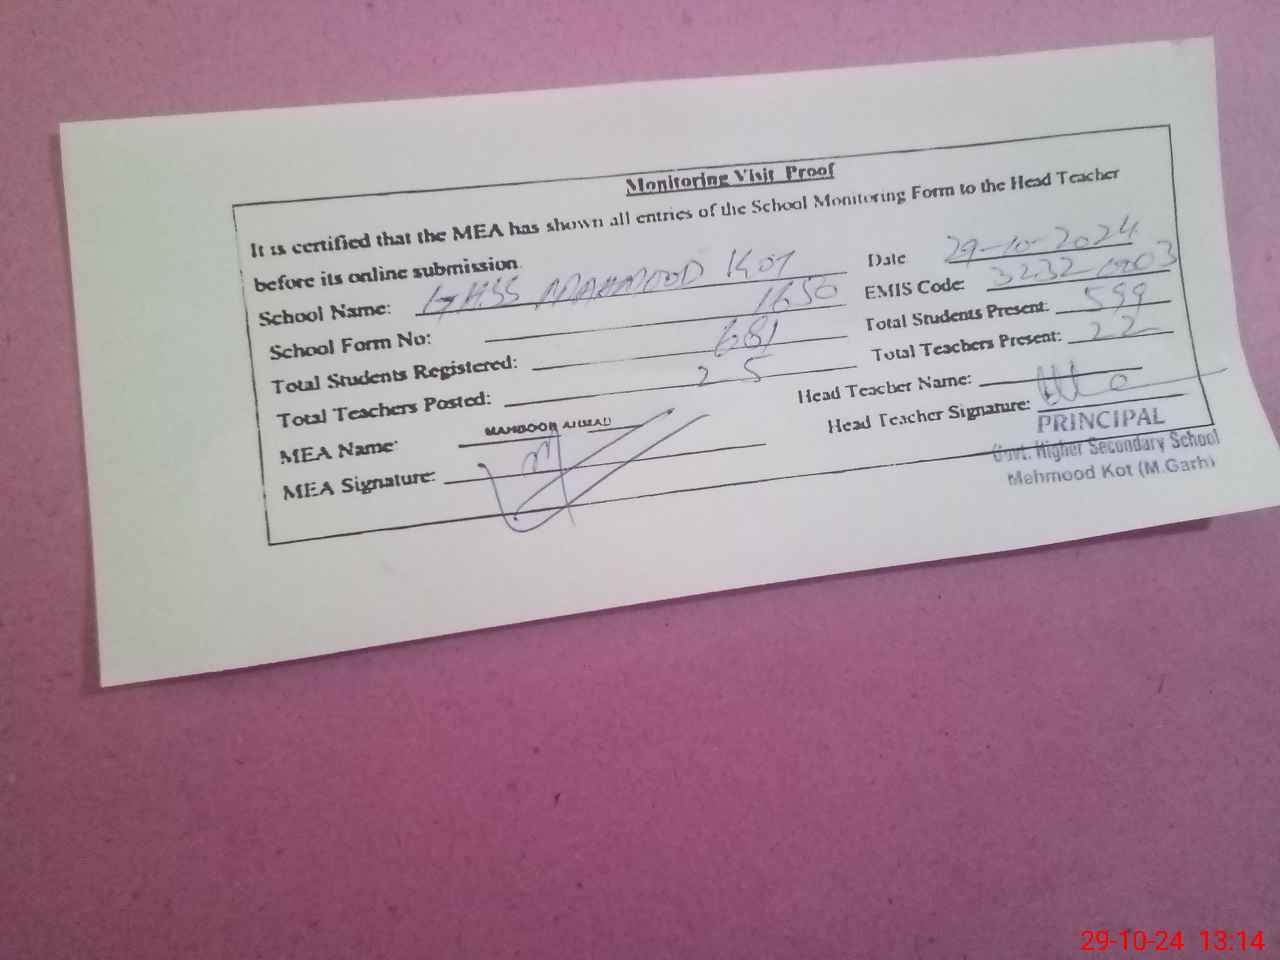 Monitoring Visit Proof
It is certified that the MEA has shown all entries of the School Monitoring Form to the Head Teacher
before its online submission.
Date 29-10-2024
School Name: GHSS MAHMOOD KOT
EMIS Code: 3232
School Form No: 1650
Total Students Present: 599
Total Students Registered: 681
Total Teachers Present: 22
Total Teachers Posted: 25
Head Teacher Name:
MEA Name: AHMAD
Head Teacher Signature:
MEA Signature:
PRINCIPAL
Govt. Higher Secondary School
Mehmood Kot (M.Garh)
29-10-24 13:14